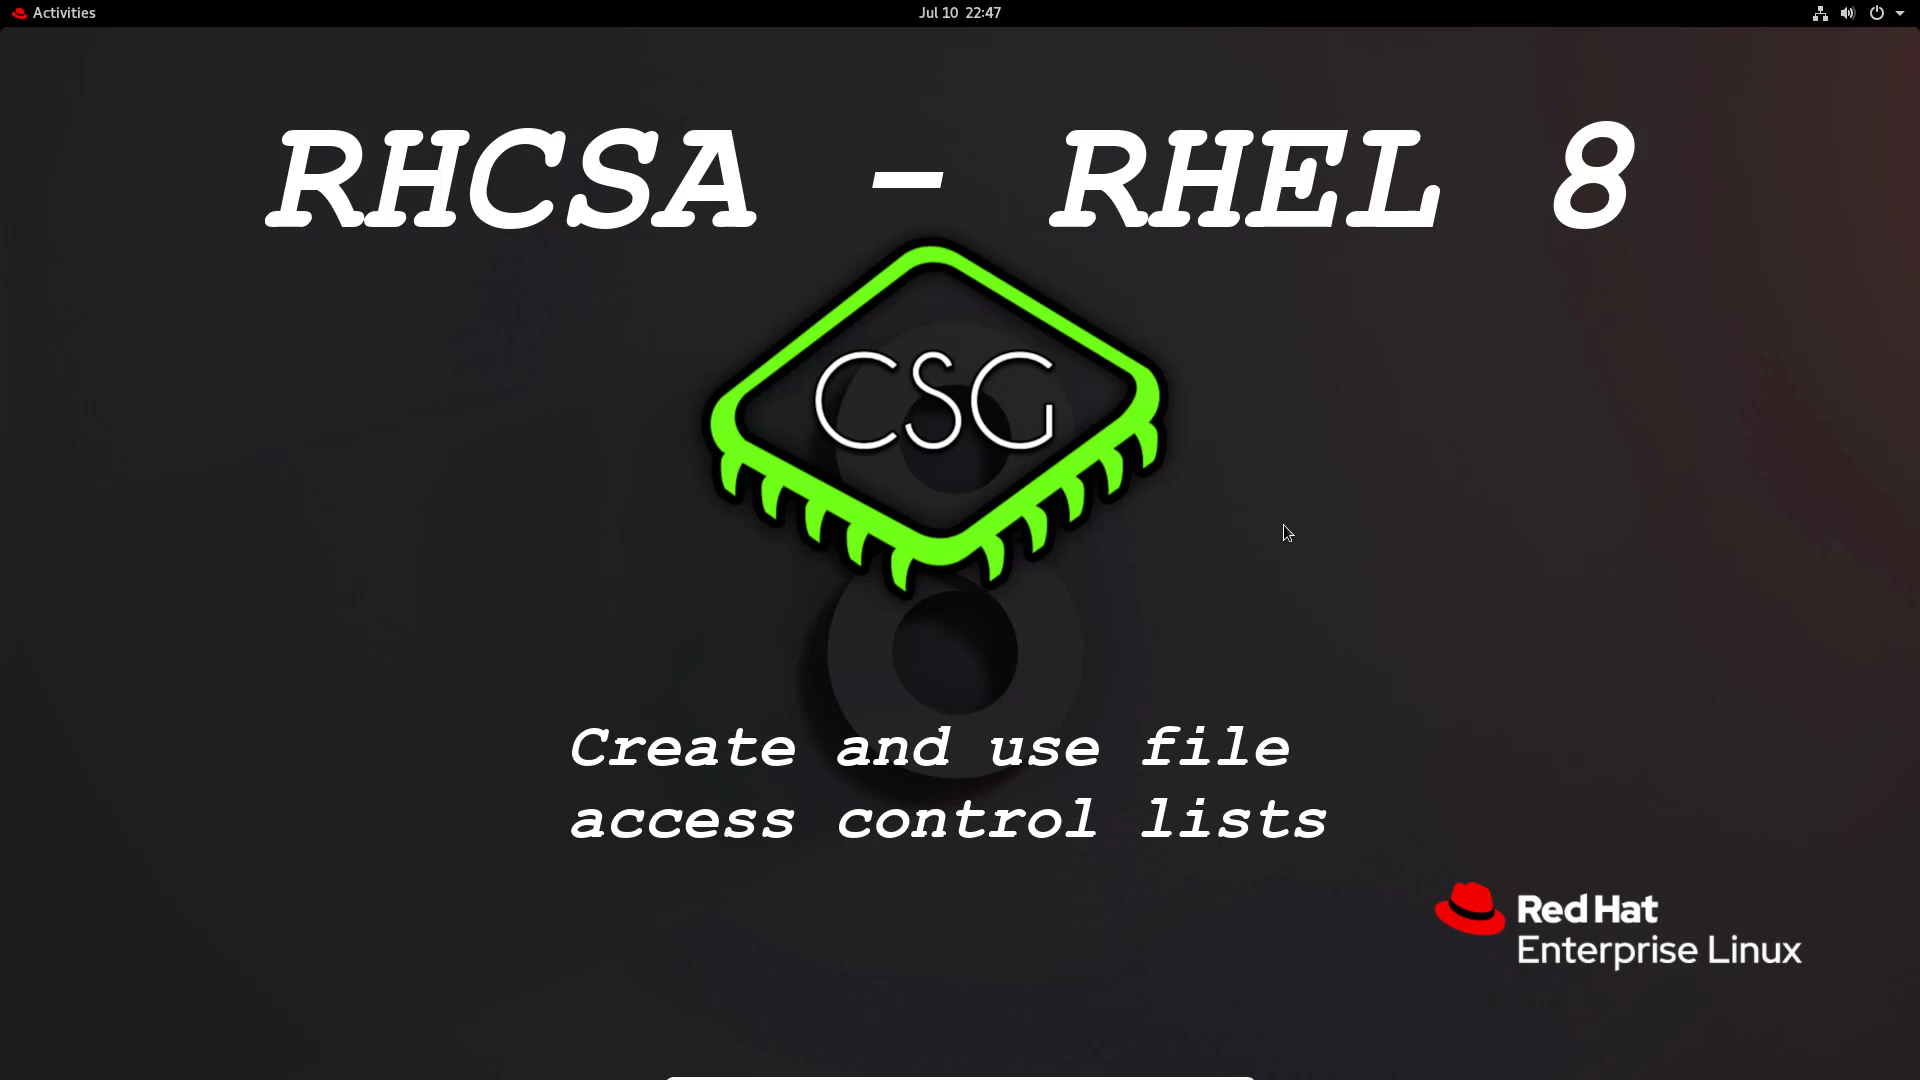 Activities
Jul 10 22:47
RHCSA - RHEL 8
CSG
Create and use file
access control lists
Red Hat
Enterprise Linux